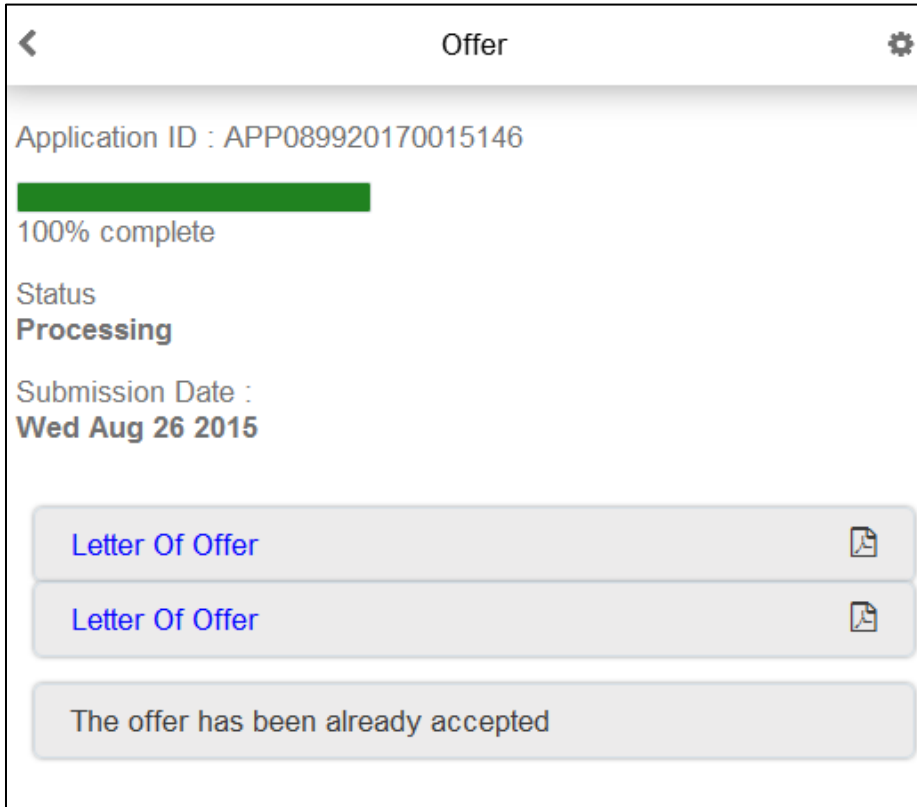 Offer
Application ID : APP089920170015146
100% complete
Status
Processing
Submission Date :
Wed Aug 26 2015
Letter Of Offer
Letter Of Offer
The offer has been already accepted